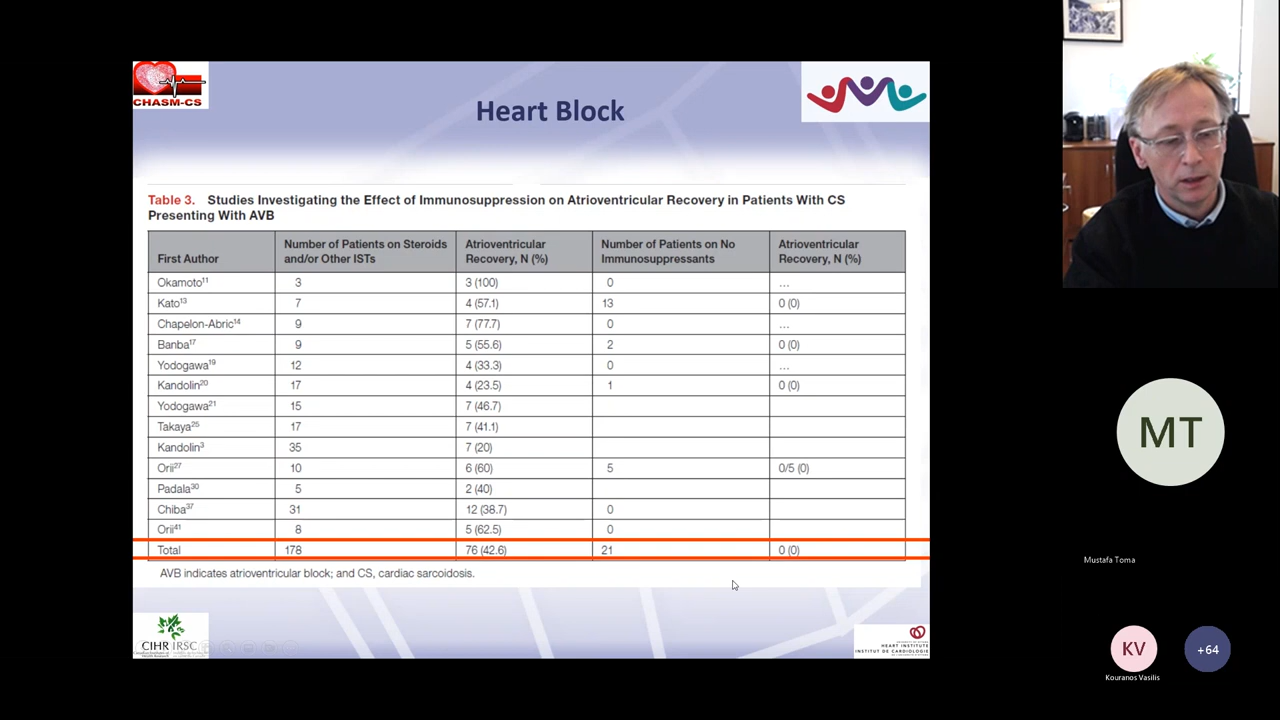 CHASM-CS
Heart Block
Table 3. Studies Investigating the Effect of Immunosuppression on Atrioventricular Recovery in Patients With CS
Presenting With AVB
First Author Number of Patients on Steroids and/or Other ISTs Atrioventricular Recovery, N (%) Number of Patients on No Immunosuppressants Atrioventricular Recovery, N (%)
Okamoto11 3 3 (100) 0 ...
Kato13 7 4 (57.1) 13 0 (0)
Chapelon-Abric14 9 7 (77.7) 0 ...
Banba17 9 5 (55.6) 2 0 (0)
Yodogawa19 12 4 (33.3) 0 ...
Kandolin20 17 4 (23.5) 1 0 (0)
Yodogawa21 15 7 (46.7)
Takaya25 17 7 (41.1)
Kandolin3 35 7 (20)
Orii27 10 6 (60) 5 0/5 (0)
Padala30 5 2 (40)
Chiba37 31 12 (38.7) 0
Orii41 8 5 (62.5) 0
Total 178 76 (42.6) 21 0 (0)
AVB indicates atrioventricular block; and CS, cardiac sarcoidosis.
CIHR IRSC
HEART INSTITUTE
INSTITUT DE CARDIOLOGIE
MT
Mustafa Toma
KV
+64
Kouranos Vasilis